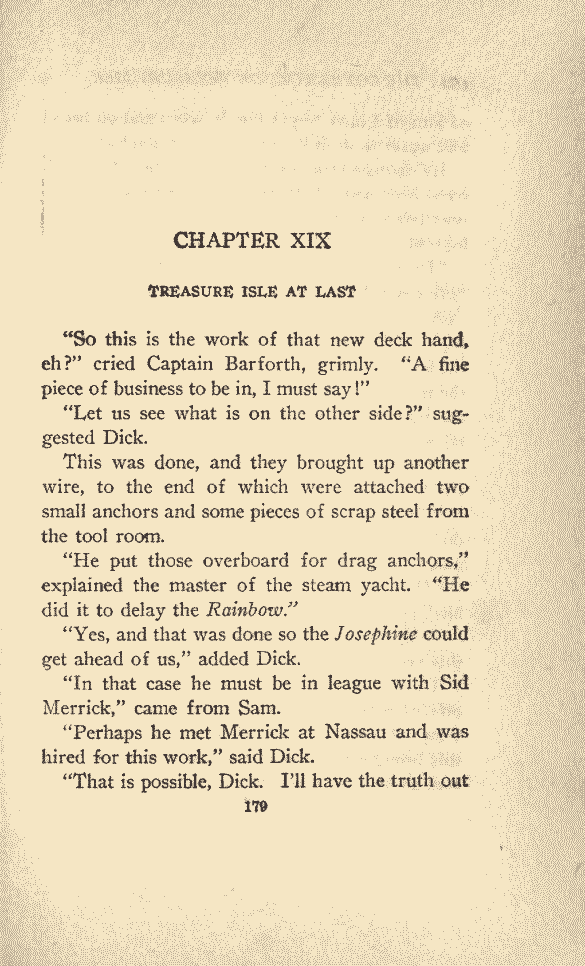 CHAPTER XIX
TREASURE ISLE AT LAST
“So this is the work of that new deck hand,
eh?” cried Captain Barforth, grimly. “A fine
piece of business to be in, I must say!”
“Let us see what is on the other side?” sug-
gested Dick.
This was done, and they brought up another
wire, to the end of which were attached two
small anchors and some pieces of scrap steel from
the tool room.
“He put those overboard for drag anchors,”
explained the master of the steam yacht. “He
did it to delay the Rainbow.”
“Yes, and that was done so the Josephine could
get ahead of us,” added Dick.
“In that case he must be in league with Sid
Merrick,” came from Sam.
“Perhaps he met Merrick at Nassau and was
hired for this work,” said Dick.
“That is possible, Dick. I’ll have the truth out
179